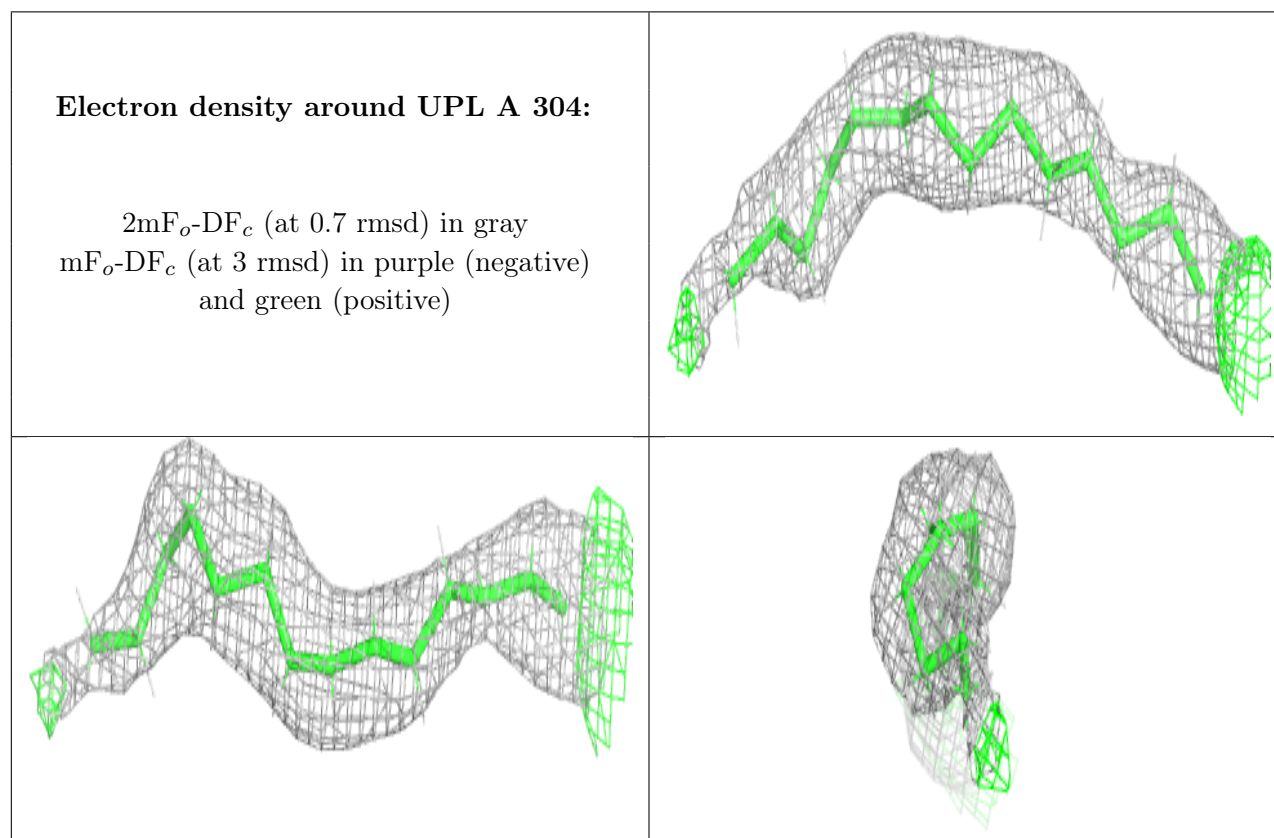 Electron density around UPL A 304:
2mFo-DFc (at 0.7 rmsd) in gray
mFo-DFc (at 3 rmsd) in purple (negative)
and green (positive)